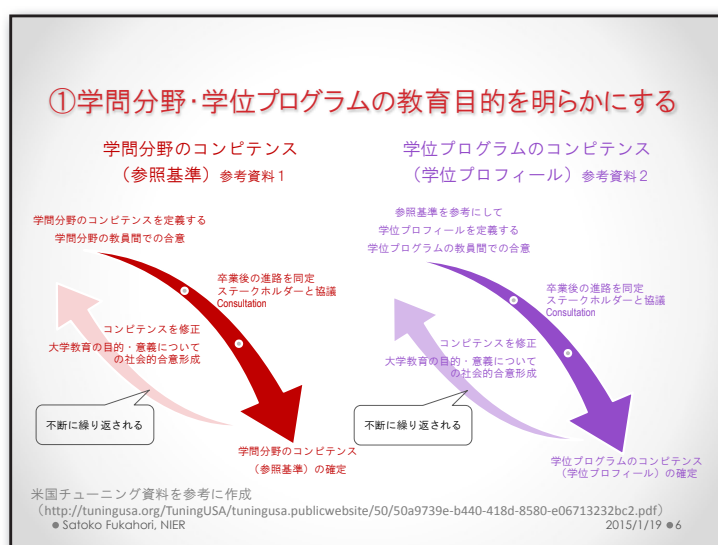 ①学問分野・学位プログラムの教育目的を明らかにする
学問分野のコンピテンス
（参照基準）参考資料1
学問分野のコンピテンスを定義する
学問分野の教員間での合意
卒業後の進路を同定
ステークホルダーと協議
Consultation
コンピテンスを修正
大学教育の目的・意義について
の社会的合意形成
不断に繰り返される
学問分野のコンピテンス
（参照基準）の確定
学位プログラムのコンピテンス
（学位プロフィール）参考資料2
参照基準を参考にして
学位プロフィールを定義する
学位プログラムの教員間での合意
卒業後の進路を同定
ステークホルダーと協議
Consultation
コンピテンスを修正
大学教育の目的・意義について
の社会的合意形成
不断に繰り返される
学位プログラムのコンピテンス
（学位プロフィール）の確定
米国チューニング資料を参考に作成
（http://tuningusa.org/TuningUSA/tuningusa.publicwebsite/50/50a9739e-b440-418d-8580-e06713232bc2.pdf）
●Satoko Fukahori, NIER
2015/1/19 ●6